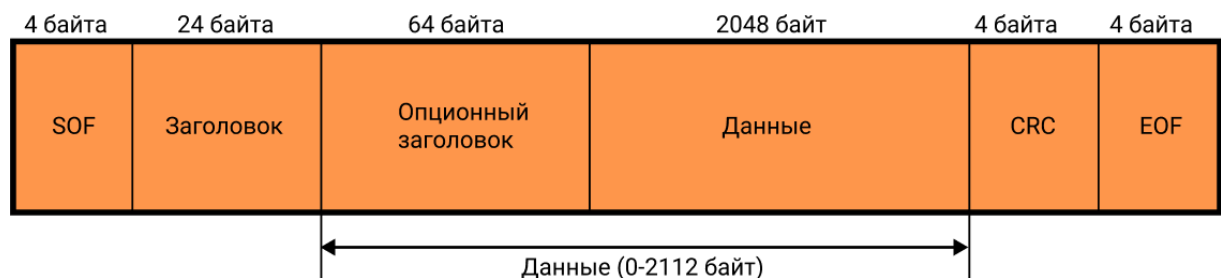 4 байта 24 байта 64 байта 2048 байт 4 байта 4 байта
SOF Заголовок Опционный заголовок Данные CRC EOF
Данные (0-2112 байт)